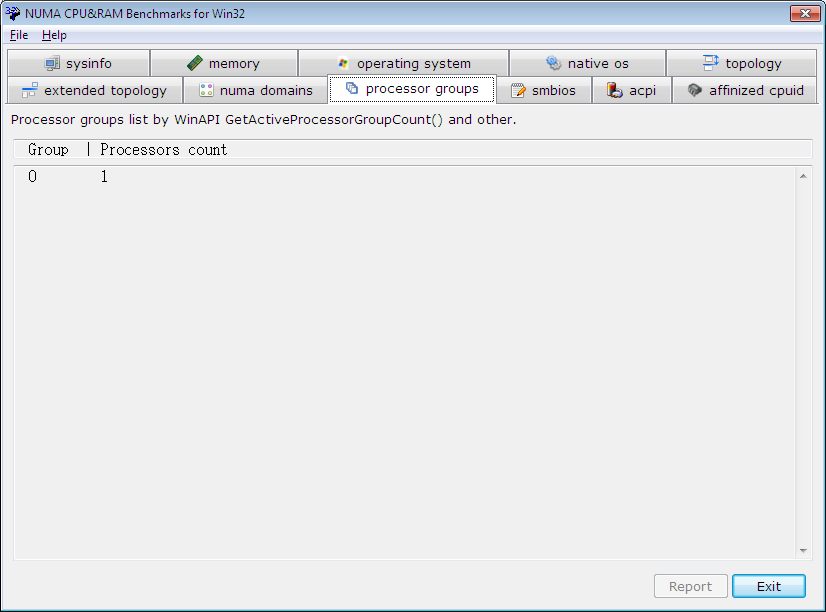 NUMA CPU&RAM Benchmarks for Win32
File Help
sysinfo memory operating system native os topology
extended topology numa domains processor groups smbios acpi affinized cpuid
Processor groups list by WinAPI GetActiveProcessorGroupCount() and other.
Group | Processors count
0 1
Report Exit